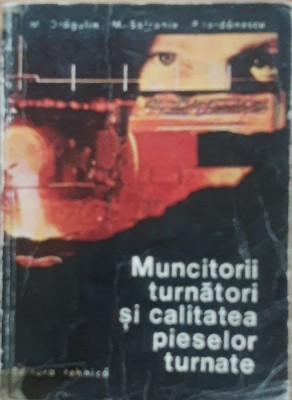 Muncitorii
turnători
și calitatea
pieselor
turnate
Editura tehnică